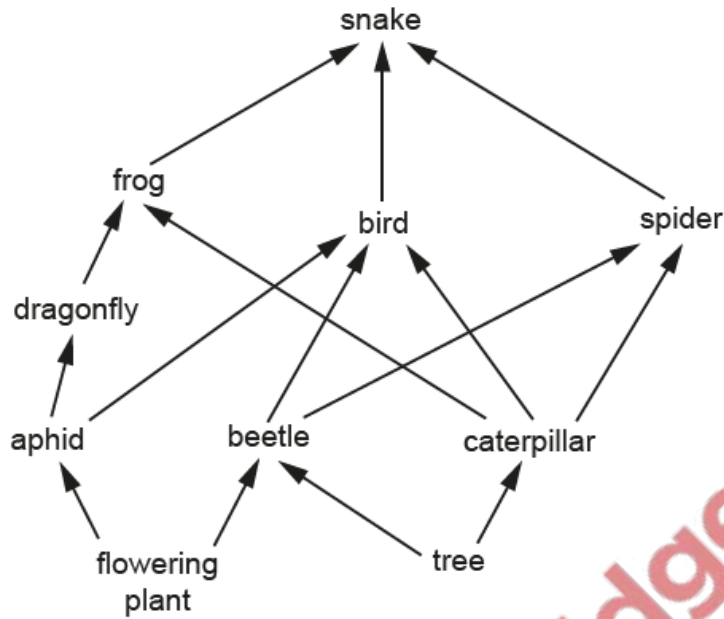 snake
frog
bird
spider
dragonfly
aphid
beetle
caterpillar
flowering
plant
tree